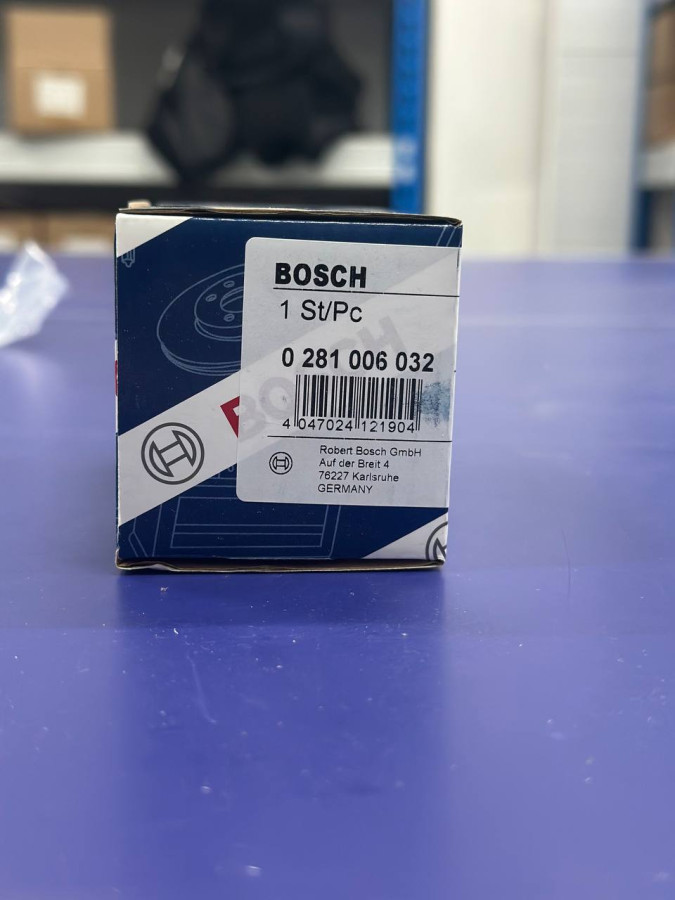 BOSCH
1 St/Pc
0 281 006 032
4 047024 121904
Robert Bosch GmbH
Auf der Breit 4
76227 Karlsruhe
GERMANY
BOSCH